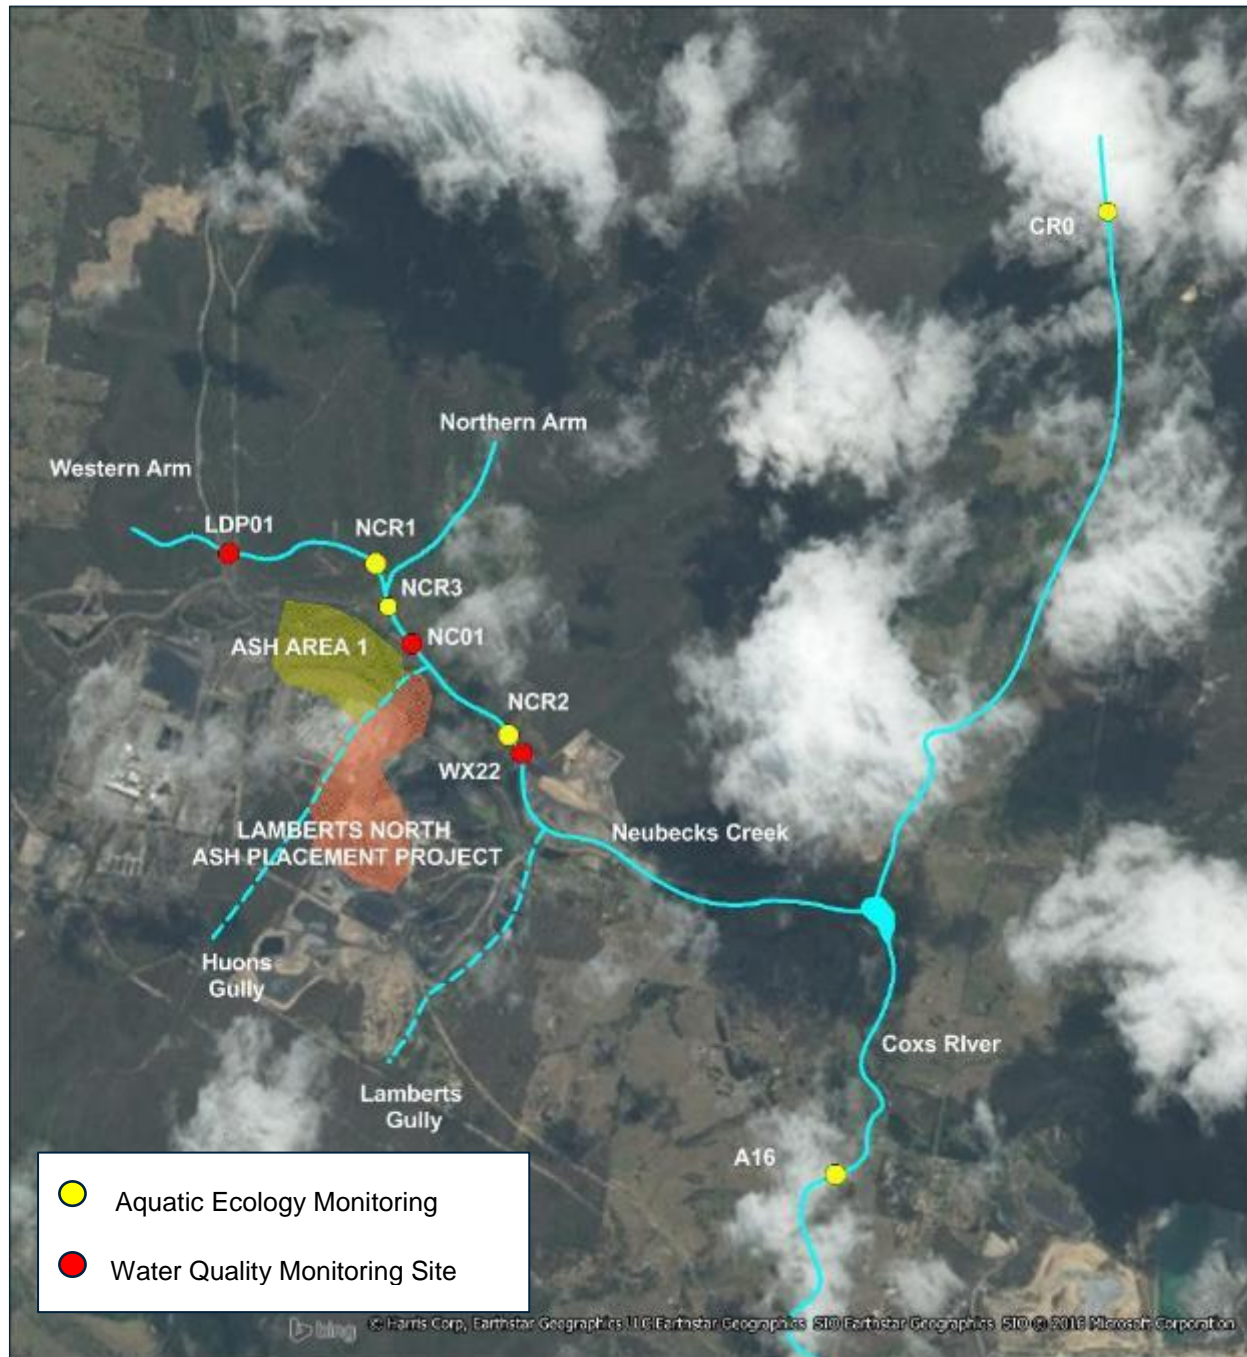 CR0
Northern Arm
Western Arm
LDP01
NCR1
NCR3
NC01
ASH AREA 1
NCR2
WX22
LAMBERTS NORTH
ASH PLACEMENT PROJECT
Neubecks Creek
Huons
Gully
Coxs RIver
Lamberts
Gully
A16
Aquatic Ecology Monitoring
Water Quality Monitoring Site
bing
© Harris Corp, Earthstar Geographics LLC Earthstar Geographics SIO Earthstar Geographics SIO © 2016 Microsoft Corporation